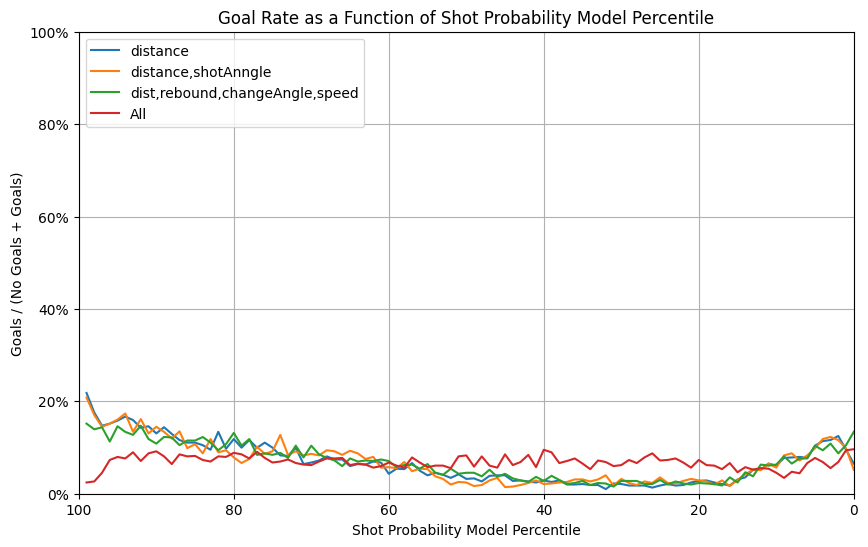 Goal Rate as a Function of Shot Probability Model Percentile
100%
80%
60%
40%
20%
0%
Goals / (No Goals + Goals)
distance
distance,shotAnngle
dist,rebound,changeAngle,speed
All
100
80
60
40
20
0
Shot Probability Model Percentile